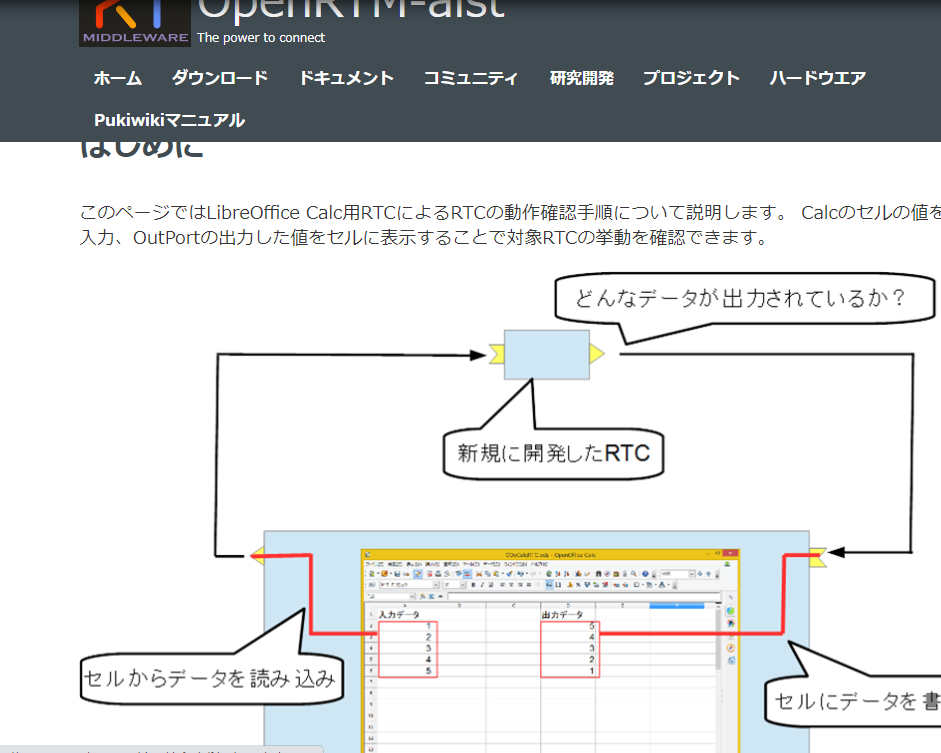 OpenRTM-aist
MIDDLEWARE
The power to connect
ホーム ダウンロード ドキュメント コミュニティ 研究開発 プロジェクト ハードウエア
Pukiwikiマニュアル
はじめに
このページではLibreOffice Calc用RTCによるRTCの動作確認手順について説明します。 Calcのセルの値を
入力、OutPortの出力した値をセルに表示することで対象RTCの挙動を確認できます。
どんなデータが出力されているか？
新規に開発したRTC
OOoCalcRTC.ods - OpenOffice Calc
入力データ 出力データ
1 5
2 4
3 3
4 2
5 1
セルからデータを読み込み
セルにデータを書